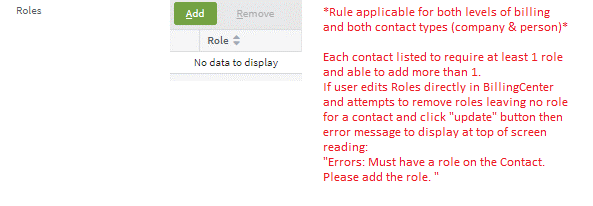 Roles
Add Remove
Role
No data to display
*Rule applicable for both levels of billing
and both contact types (company & person)*
Each contact listed to require at least 1 role
and able to add more than 1.
If user edits Roles directly in BillingCenter
and attempts to remove roles leaving no role
for a contact and click "update" button then
error message to display at top of screen
reading:
"Errors: Must have a role on the Contact.
Please add the role. "